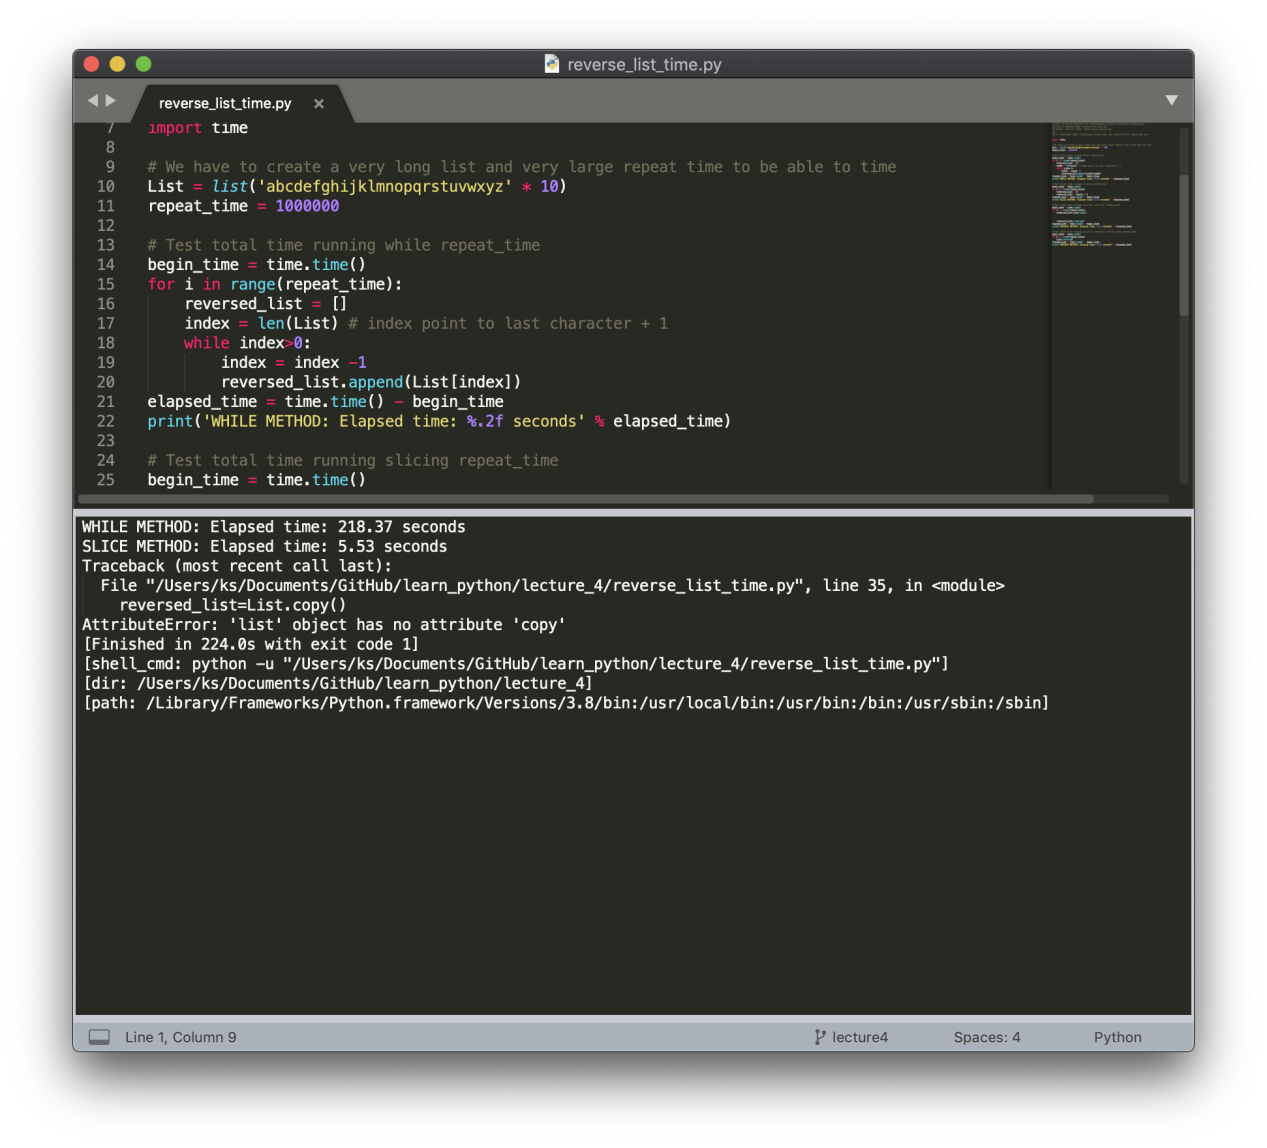 reverse_list_time.py
reverse_list_time.py ×
7 import time
8
9 # We have to create a very long list and very large repeat time to be able to time
10 List = list('abcdefghijklmnopqrstuvwxyz' * 10)
11 repeat_time = 1000000
12
13 # Test total time running while repeat_time
14 begin_time = time.time()
15 for i in range(repeat_time):
16     reversed_list = []
17     index = len(List) # index point to last character + 1
18     while index>0:
19         index = index -1
20         reversed_list.append(List[index])
21 elapsed_time = time.time() - begin_time
22 print('WHILE METHOD: Elapsed time: %.2f seconds' % elapsed_time)
23
24 # Test total time running slicing repeat_time
25 begin_time = time.time()
WHILE METHOD: Elapsed time: 218.37 seconds
SLICE METHOD: Elapsed time: 5.53 seconds
Traceback (most recent call last):
  File "/Users/ks/Documents/GitHub/learn_python/lecture_4/reverse_list_time.py", line 35, in <module>
    reversed_list=List.copy()
AttributeError: 'list' object has no attribute 'copy'
[Finished in 224.0s with exit code 1]
[shell_cmd: python -u "/Users/ks/Documents/GitHub/learn_python/lecture_4/reverse_list_time.py"]
[dir: /Users/ks/Documents/GitHub/learn_python/lecture_4]
[path: /Library/Frameworks/Python.framework/Versions/3.8/bin:/usr/local/bin:/usr/bin:/bin:/usr/sbin:/sbin]
Line 1, Column 9 lecture4 Spaces: 4 Python